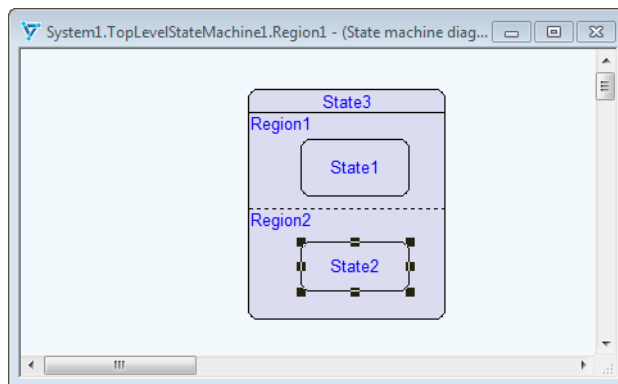 System1.TopLevelStateMachine1.Region1 - (State machine diag...
State3
Region1
State1
Region2
State2